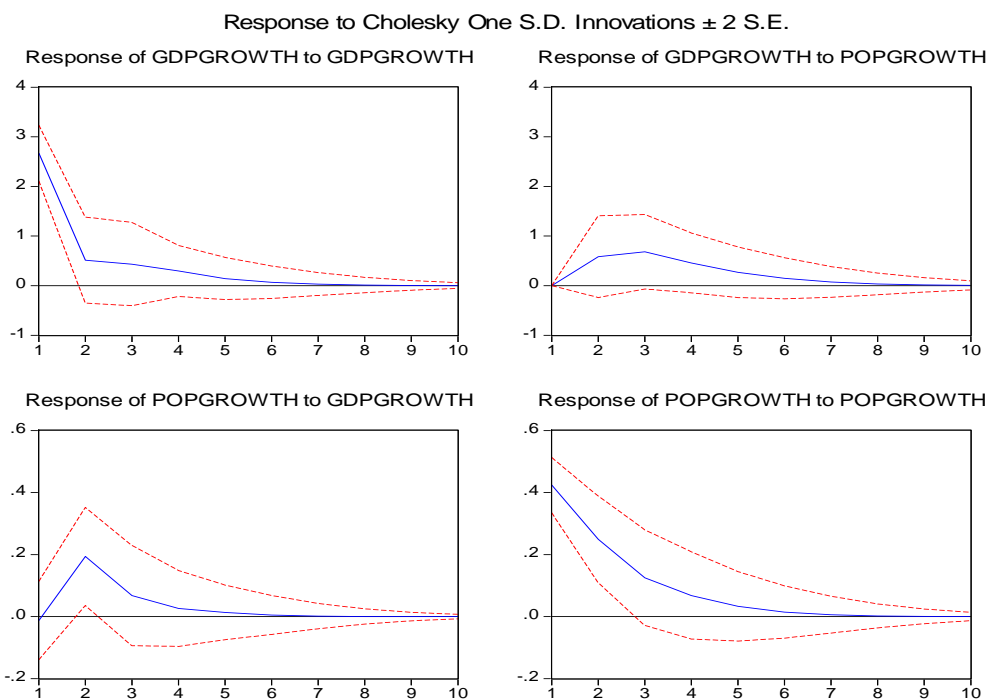 Response to Cholesky One S.D. Innovations ± 2 S.E.
Response of GDPGROWTH to GDPGROWTH
4
3
2
1
0
-1
1 2 3 4 5 6 7 8 9 10
Response of GDPGROWTH to POPGROWTH
4
3
2
1
0
-1
1 2 3 4 5 6 7 8 9 10
Response of POPGROWTH to GDPGROWTH
.6
.4
.2
.0
-.2
1 2 3 4 5 6 7 8 9 10
Response of POPGROWTH to POPGROWTH
.6
.4
.2
.0
-.2
1 2 3 4 5 6 7 8 9 10